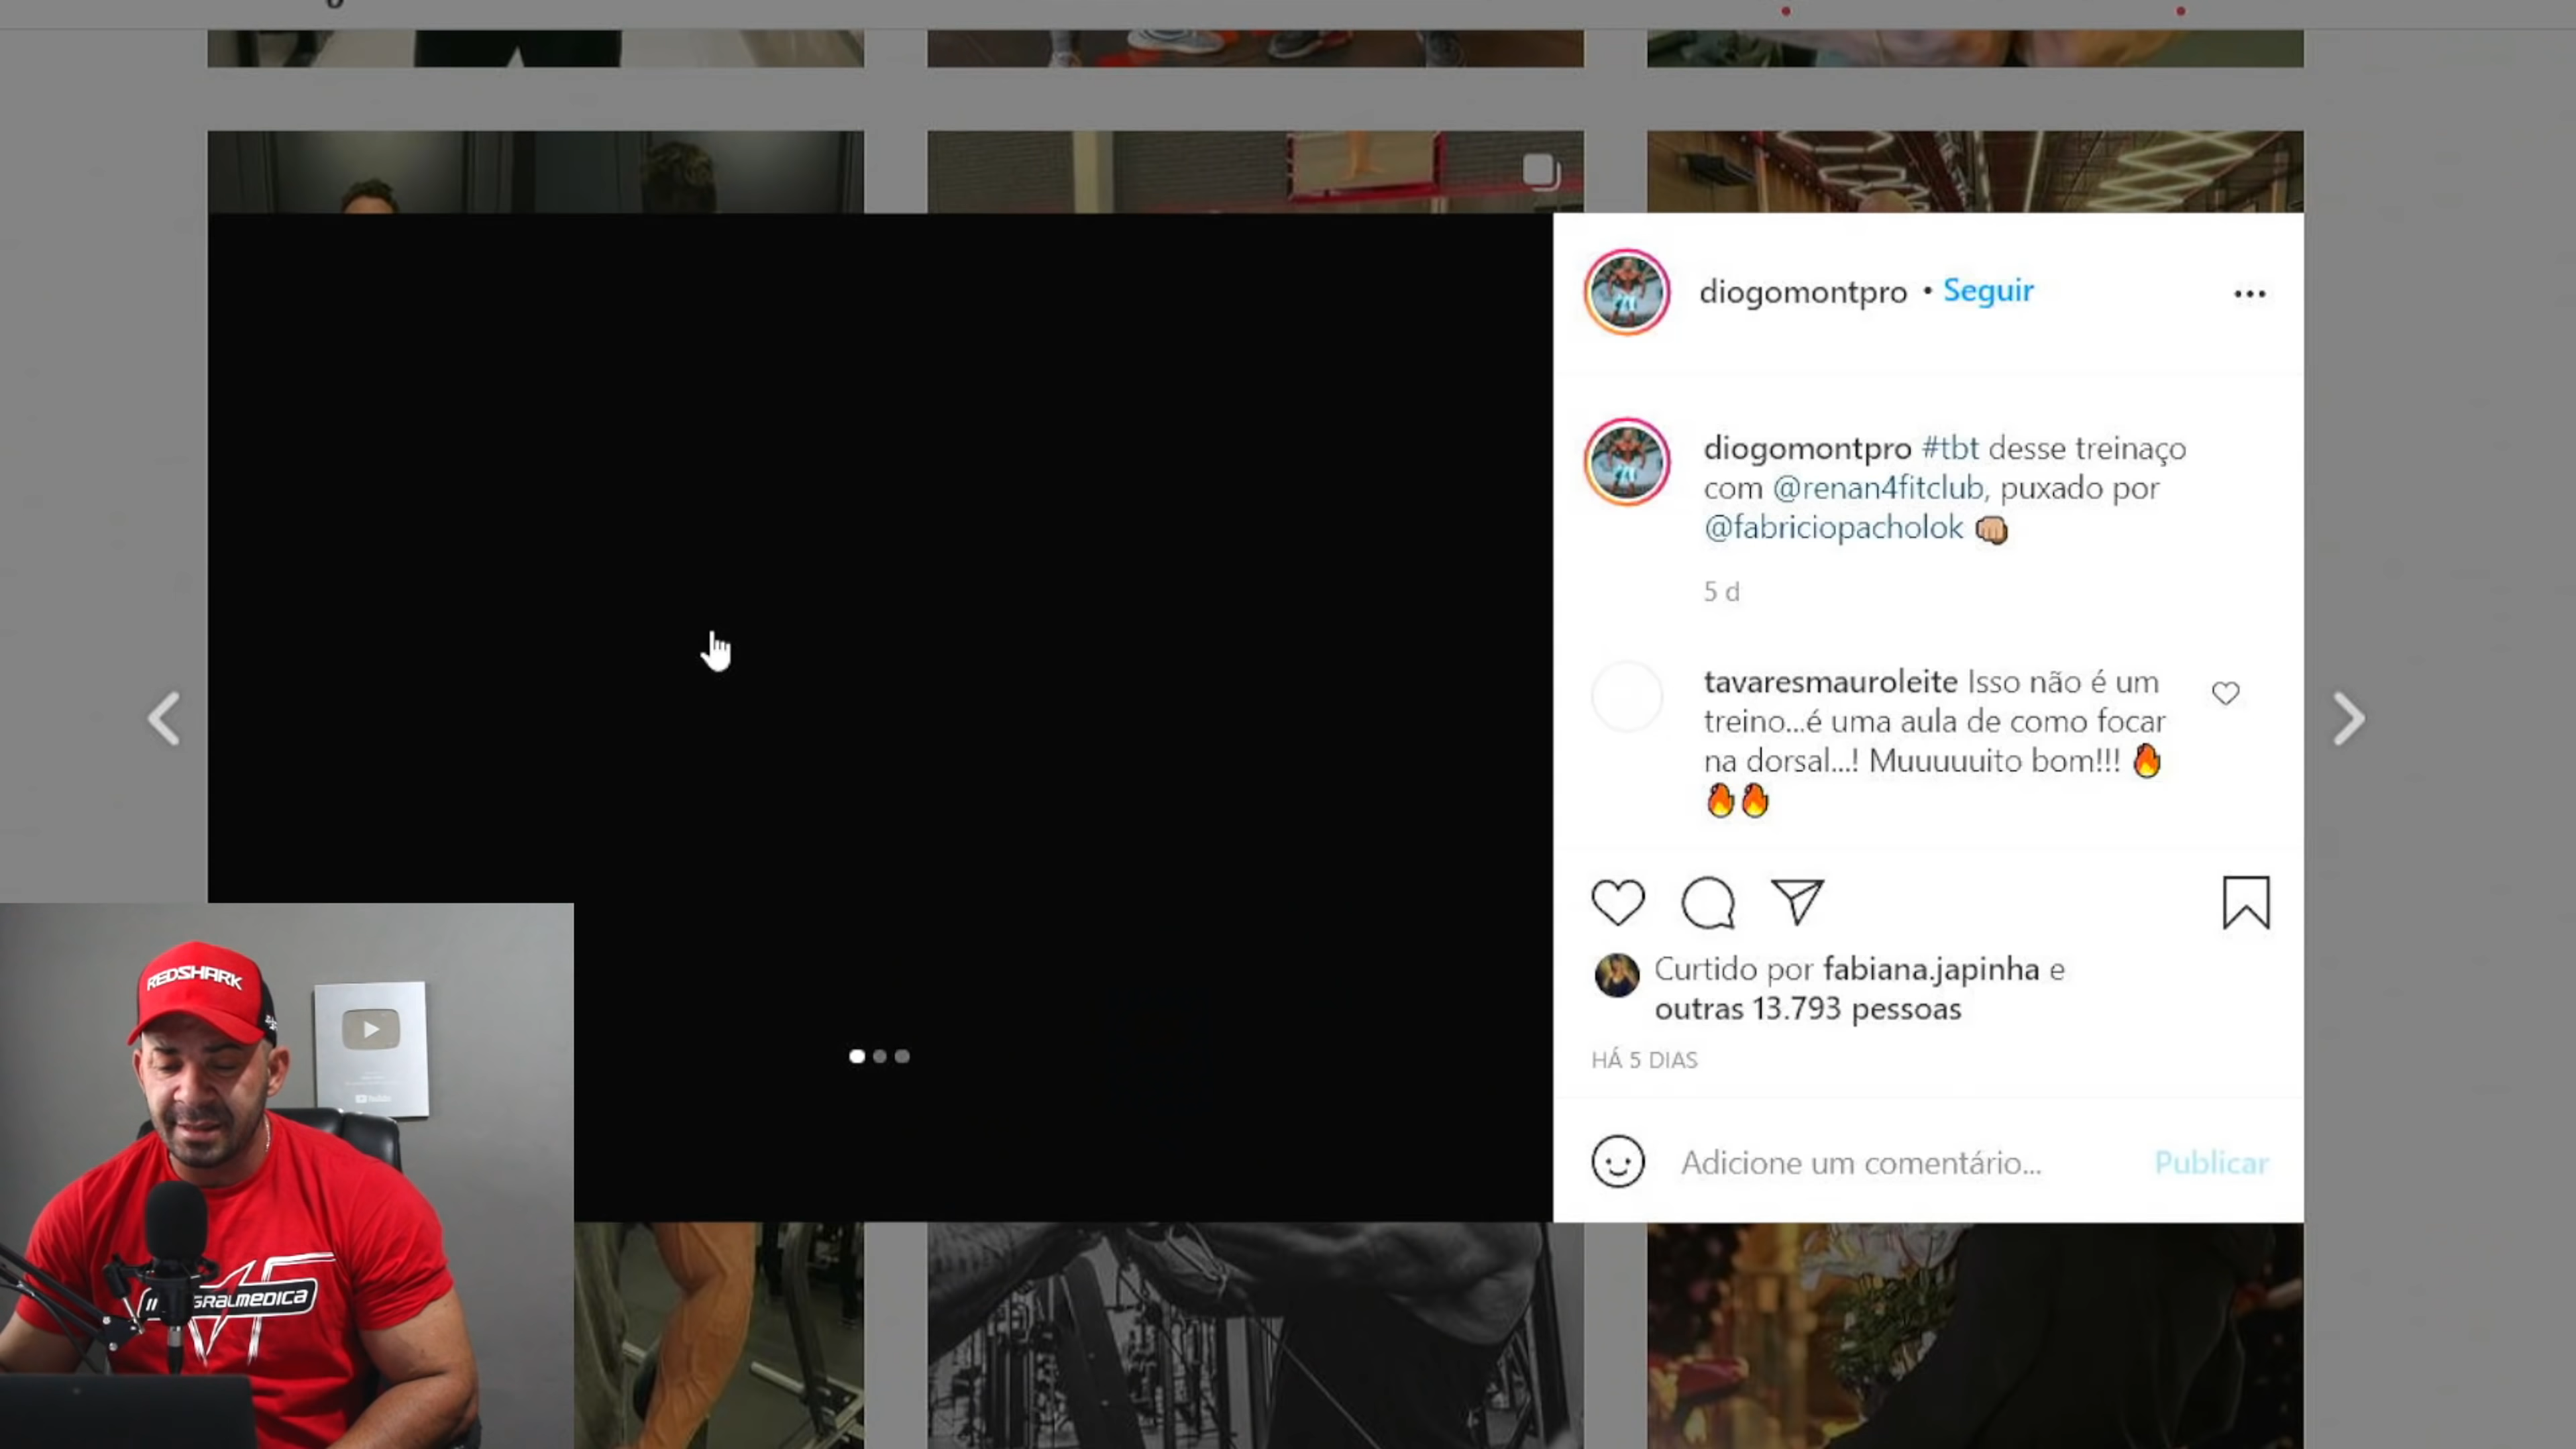 diogomontpro • Seguir
diogomontpro #tbt desse treinaço
com @renan4fitclub, puxado por
@fabriciopacholok 👊🏼
5 d
tavaresmauroleite Isso não é um
treino...é uma aula de como focar
na dorsal...! Muuuuuito bom!!! 🔥
🔥🔥
Curtido por fabiana.japinha e
outras 13.793 pessoas
HÁ 5 DIAS
Adicione um comentário... Publicar
REDSHARK
YouTube
GRALMEDICA